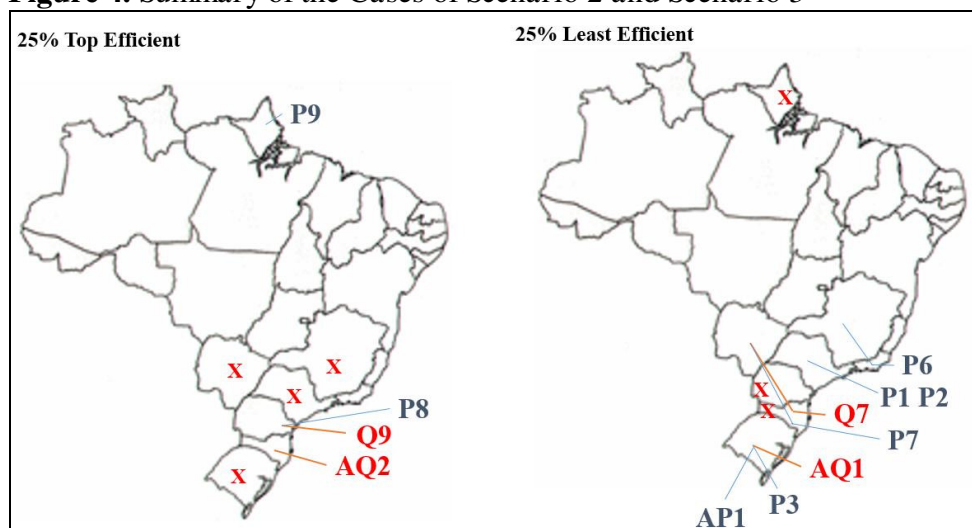 Figure 4. Summary of the Cases of Scenario 2 and Scenario 3
25% Top Efficient
P9
X
X
X
P8
Q9
AQ2
X
25% Least Efficient
X
P6
P1 P2
X
Q7
X
P7
AQ1
P3
AP1